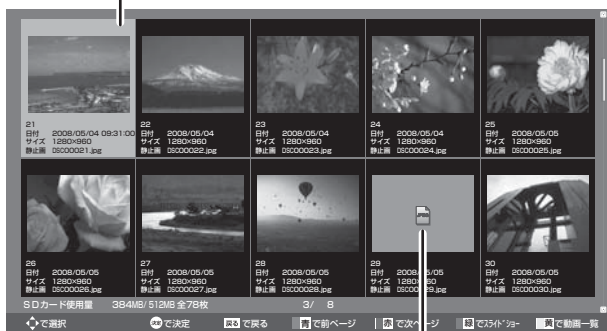 21
日付 2008/05/04 09:31:00
サイズ 1280×960
静止画 DSC00021.jpg
22
日付 2008/05/04
サイズ 1280×960
静止画 DSC00022.jpg
23
日付 2008/05/04
サイズ 1280×960
静止画 DSC00023.jpg
24
日付 2008/05/04
サイズ 1280×960
静止画 DSC00024.jpg
25
日付 2008/05/05
サイズ 1280×960
静止画 DSC00025.jpg
26
日付 2008/05/05
サイズ 1280×960
静止画 DSC00026.jpg
27
日付 2008/05/05
サイズ 1280×960
静止画 DSC00027.jpg
28
日付 2008/05/05
サイズ 1280×960
静止画 DSC00028.jpg
JPEG
29
日付 2008/05/05
サイズ 1280×960
静止画 DSC00029.jpg
30
日付 2008/05/05
サイズ 1280×960
静止画 DSC00030.jpg
SDカード使用量 384MB/512MB 全78枚 3/ 8
で選択 決定 で決定 戻る で戻る 青 で前ページ 赤 で次ページ 緑 でスライドショー 黄 で動画一覧